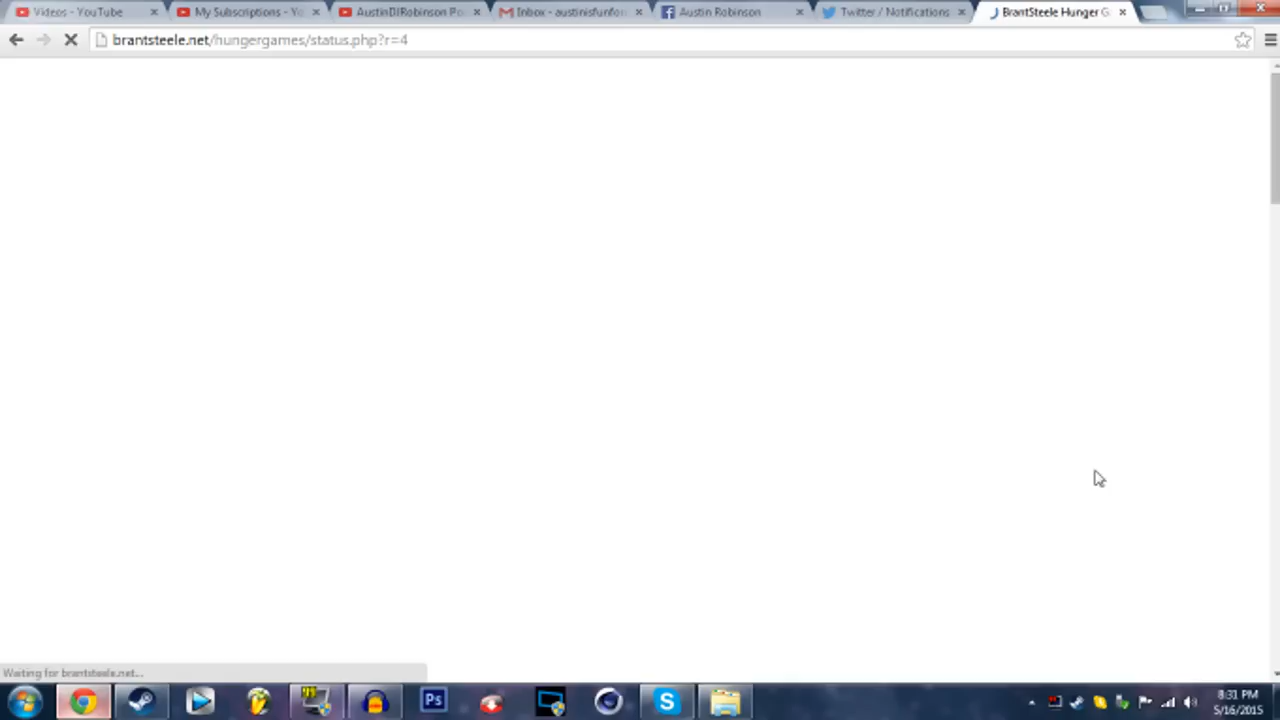 Videos - YouTube
My Subscriptions - Yo
AustinDJRobinson Po
Inbox - austinisfunfor
Austin Robinson
Twitter / Notifications
BrantSteele Hunger G
brantsteele.net/hungergames/status.php?r=4
Waiting for brantsteele.net...
Ps
S
8:31 PM
5/16/2015